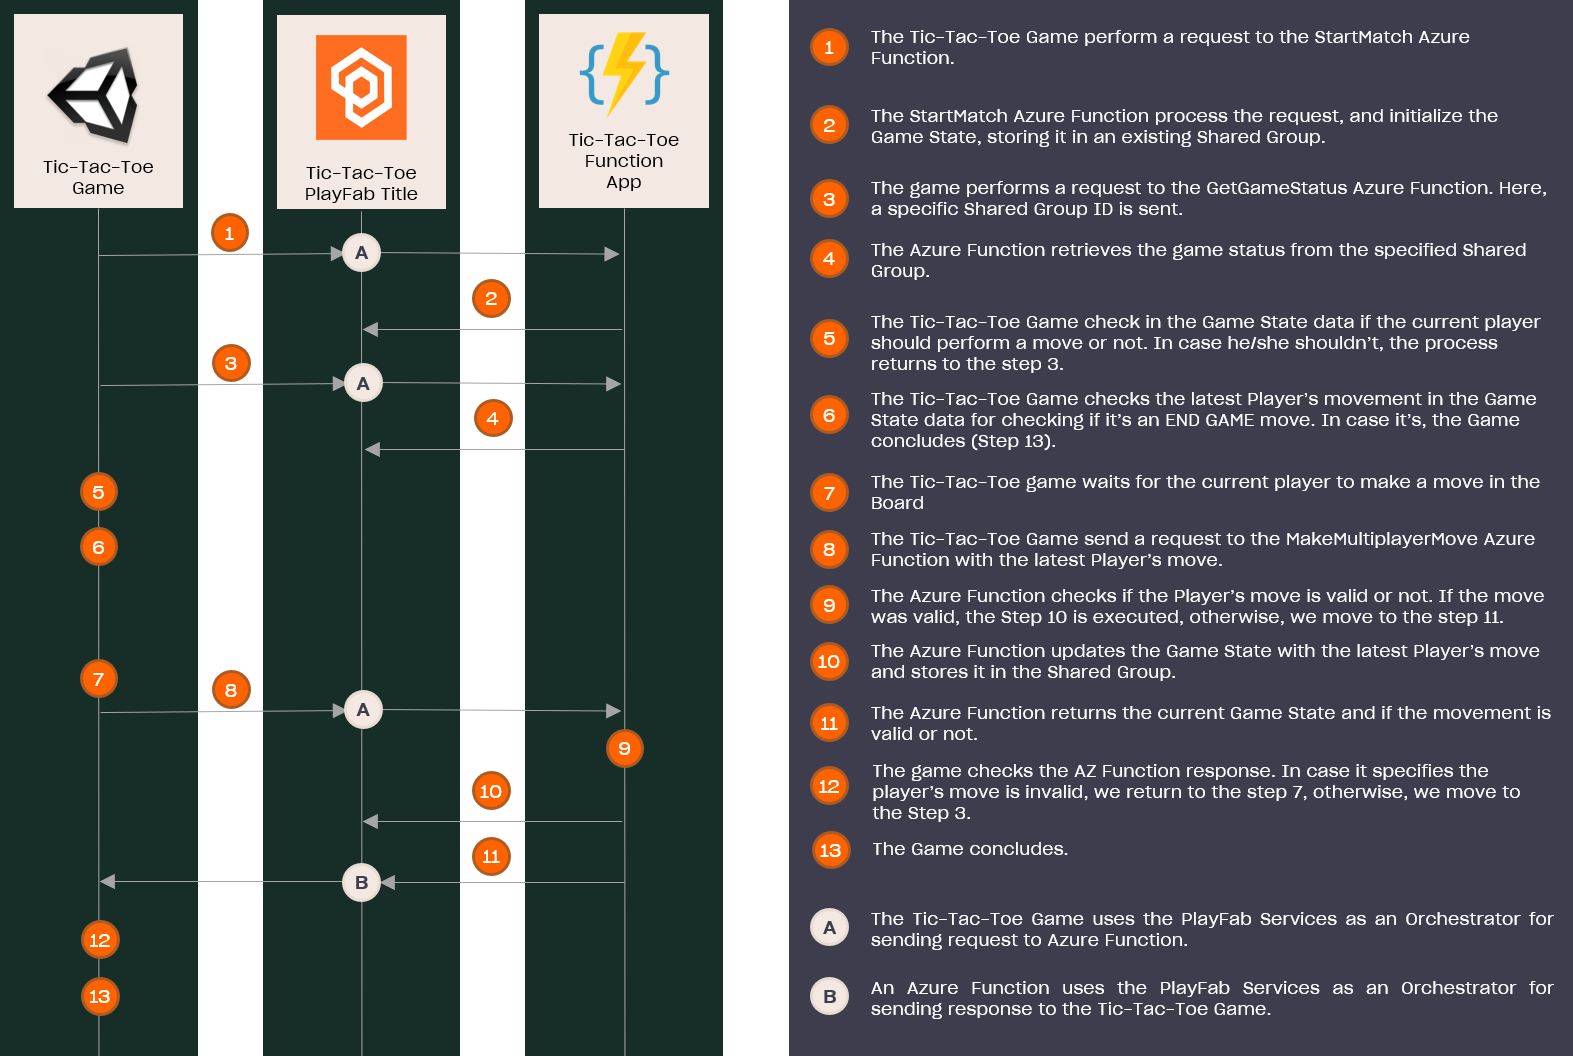 Tic-Tac-Toe
Game
Tic-Tac-Toe
PlayFab Title
Tic-Tac-Toe
Function
App
1
A
2
3
A
4
5
6
7
8
A
9
10
11
B
12
13
1
The Tic-Tac-Toe Game perform a request to the StartMatch Azure
Function.
2
The StartMatch Azure Function process the request, and initialize the
Game State, storing it in an existing Shared Group.
3
The game performs a request to the GetGameStatus Azure Function. Here,
a specific Shared Group ID is sent.
4
The Azure Function retrieves the game status from the specified Shared
Group.
5
The Tic-Tac-Toe Game check in the Game State data if the current player
should perform a move or not. In case he/she shouldn't, the process
returns to the step 3.
6
The Tic-Tac-Toe Game checks the latest Player's movement in the Game
State data for checking if it's an END GAME move. In case it's, the Game
concludes (Step 13).
7
The Tic-Tac-Toe game waits for the current player to make a move in the
Board
8
The Tic-Tac-Toe Game send a request to the MakeMultiplayerMove Azure
Function with the latest Player's move.
9
The Azure Function checks if the Player's move is valid or not. If the move
was valid, the Step 10 is executed, otherwise, we move to the step 11.
10
The Azure Function updates the Game State with the latest Player's move
and stores it in the Shared Group.
11
The Azure Function returns the current Game State and if the movement is
valid or not.
12
The game checks the AZ Function response. In case it specifies the
player's move is invalid, we return to the step 7, otherwise, we move to
the Step 3.
13
The Game concludes.
A
The Tic-Tac-Toe Game uses the PlayFab Services as an Orchestrator for
sending request to Azure Function.
B
An Azure Function uses the PlayFab Services as an Orchestrator for
sending response to the Tic-Tac-Toe Game.